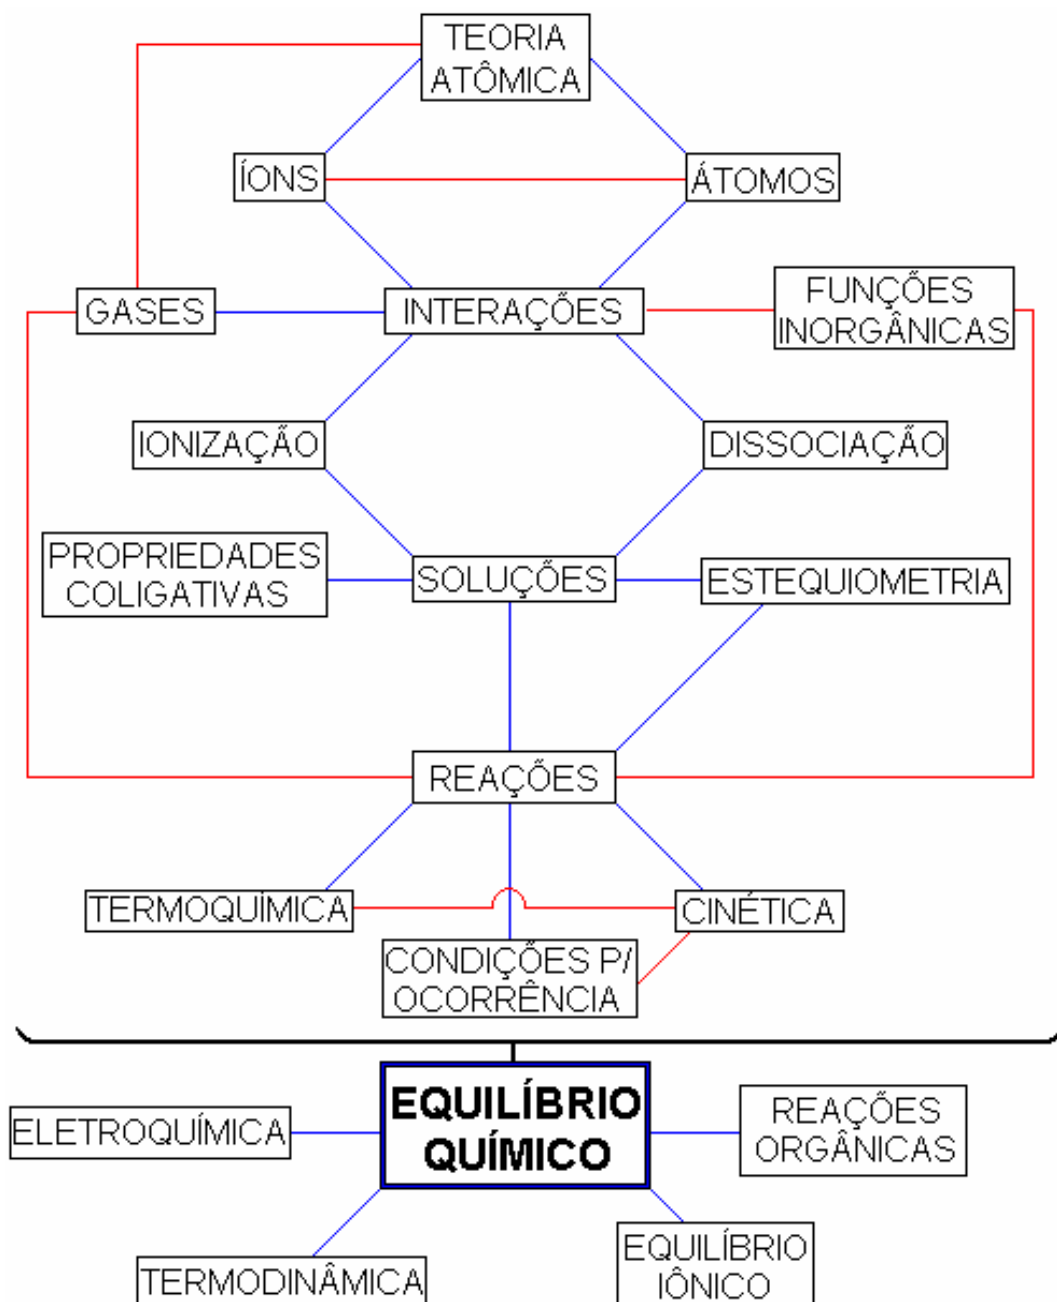 TEORIA
ATÔMICA
ÍONS
ÁTOMOS
GASES
INTERAÇÕES
FUNÇÕES
INORGÂNICAS
IONIZAÇÃO
DISSOCIAÇÃO
PROPRIEDADES
COLIGATIVAS
SOLUÇÕES
ESTEQUIOMETRIA
REAÇÕES
TERMOQUÍMICA
CINÉTICA
CONDIÇÕES P/
OCORRÊNCIA
EQUILÍBRIO
QUÍMICO
ELETROQUÍMICA
REAÇÕES
ORGÂNICAS
TERMODINÂMICA
EQUILÍBRIO
IÔNICO